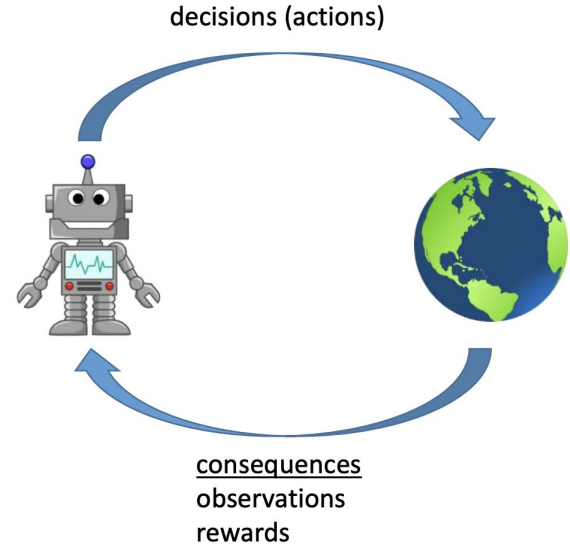 decisions (actions)
consequences
observations
rewards